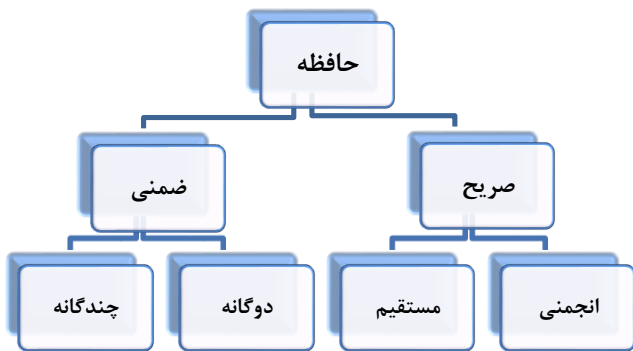 حافظه
صریح
ضمنی
انجمنی
مستقیم
دوگانه
چندگانه